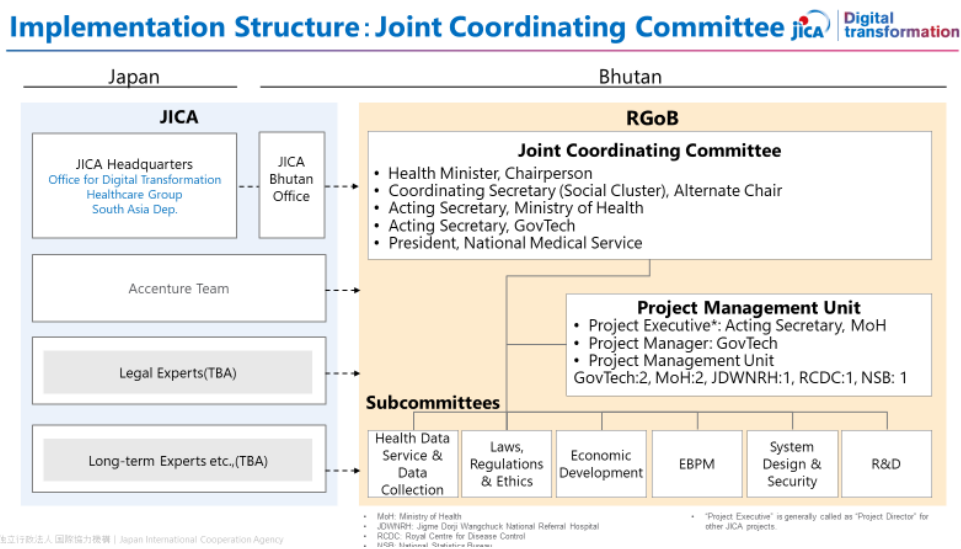 Implementation Structure：Joint Coordinating Committee
jICA
Digital
transformation
Japan
Bhutan
JICA
JICA Headquarters
Office for Digital Transformation
Healthcare Group
South Asia Dep.
JICA
Bhutan
Office
Accenture Team
Legal Experts(TBA)
Long-term Experts etc.,(TBA)
RGoB
Joint Coordinating Committee
• Health Minister, Chairperson
• Coordinating Secretary (Social Cluster), Alternate Chair
• Acting Secretary, Ministry of Health
• Acting Secretary, GovTech
• President, National Medical Service
Project Management Unit
• Project Executive*: Acting Secretary, MoH
• Project Manager: GovTech
• Project Management Unit
GovTech:2, MoH:2, JDWNRH:1, RCDC:1, NSB: 1
Subcommittees
Health Data
Service &
Data
Collection
Laws,
Regulations
& Ethics
Economic
Development
EBPM
System
Design &
Security
R&D
• MoH: Ministry of Health
• JDWNRH: Jigme Dorji Wangchuck National Referral Hospital
• RCDC: Royal Centre for Disease Control
• NSB: National Statistics Bureau
• "Project Executive" is generally called as "Project Director" for
other JICA projects.
独立行政法人 国際協力機構 | Japan International Cooperation Agency